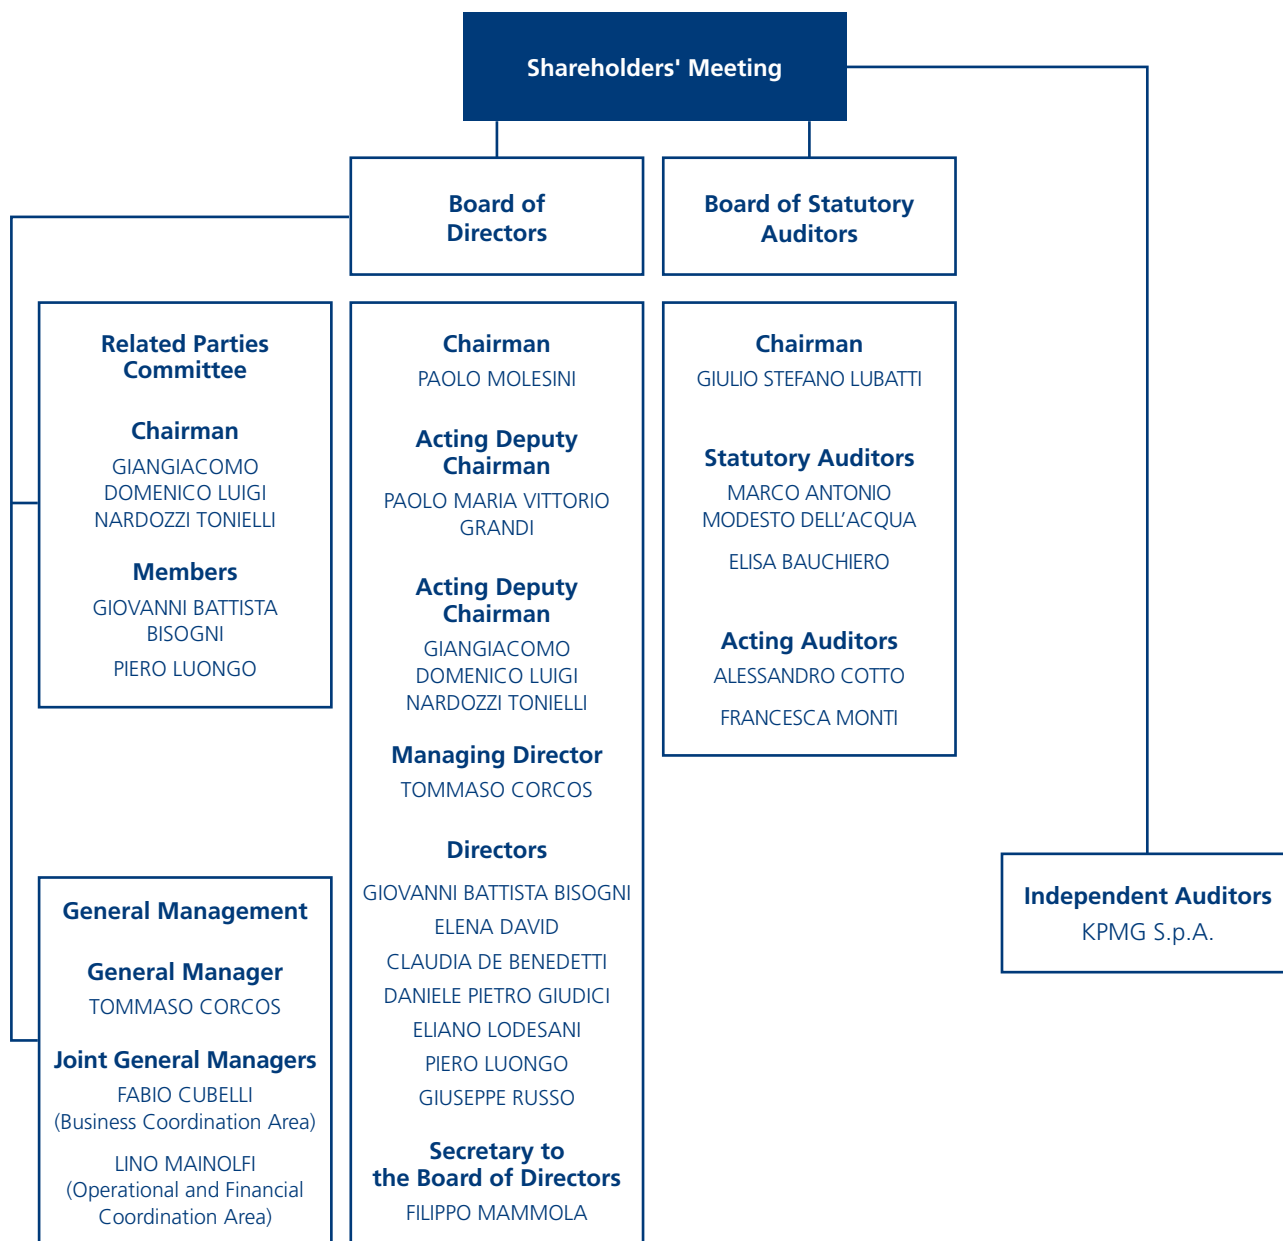 Shareholders' Meeting
Board of
Directors
Board of Statutory
Auditors
Related Parties
Committee
Chairman
GIANGIACOMO
DOMENICO LUIGI
NARDOZZI TONIELLI
Members
GIOVANNI BATTISTA
BISOGNI
PIERO LUONGO
General Management
General Manager
TOMMASO CORCOS
Joint General Managers
FABIO CUBELLI
(Business Coordination Area)
LINO MAINOLFI
(Operational and Financial
Coordination Area)
Chairman
PAOLO MOLESINI
Acting Deputy
Chairman
PAOLO MARIA VITTORIO
GRANDI
Acting Deputy
Chairman
GIANGIACOMO
DOMENICO LUIGI
NARDOZZI TONIELLI
Managing Director
TOMMASO CORCOS
Directors
GIOVANNI BATTISTA BISOGNI
ELENA DAVID
CLAUDIA DE BENEDETTI
DANIELE PIETRO GIUDICI
ELIANO LODESANI
PIERO LUONGO
GIUSEPPE RUSSO
Secretary to
the Board of Directors
FILIPPO MAMMOLA
Chairman
GIULIO STEFANO LUBATTI
Statutory Auditors
MARCO ANTONIO
MODESTO DELL’ACQUA
ELISA BAUCHIERO
Acting Auditors
ALESSANDRO COTTO
FRANCESCA MONTI
Independent Auditors
KPMG S.p.A.